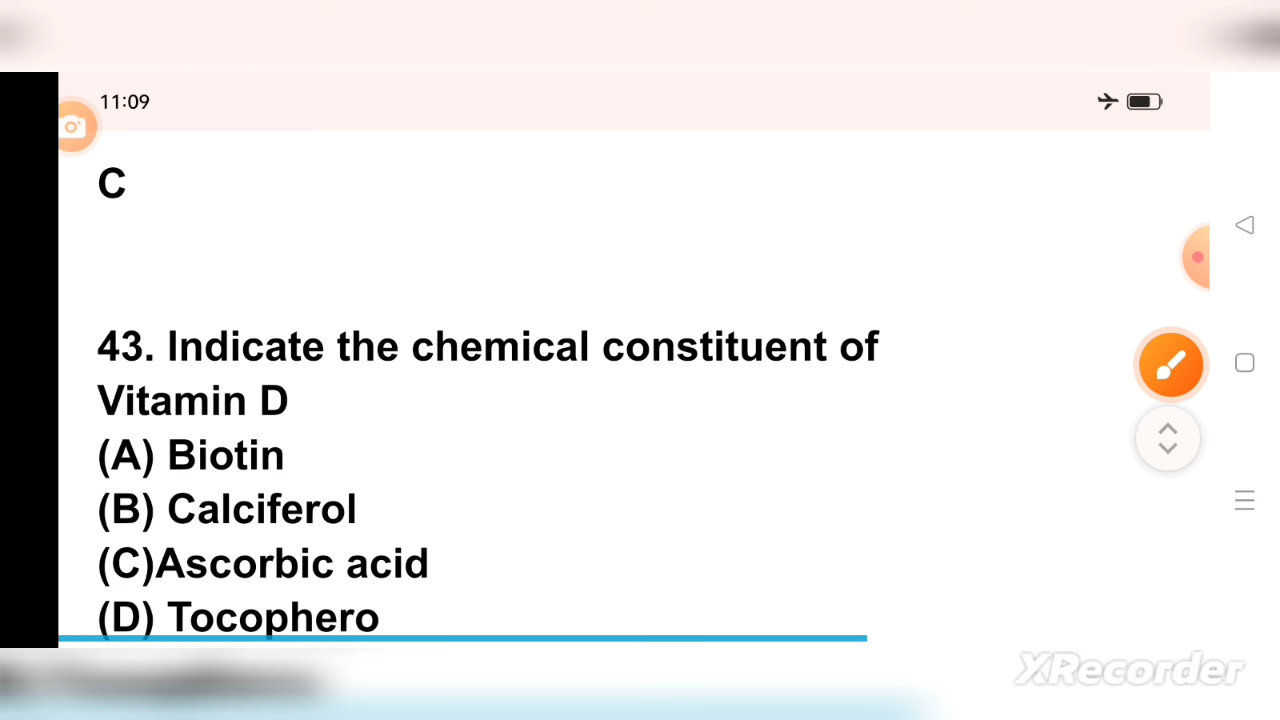 11:09
C
43. Indicate the chemical constituent of
Vitamin D
(A) Biotin
(B) Calciferol
(C)Ascorbic acid
(D) Tocophero
XRecorder